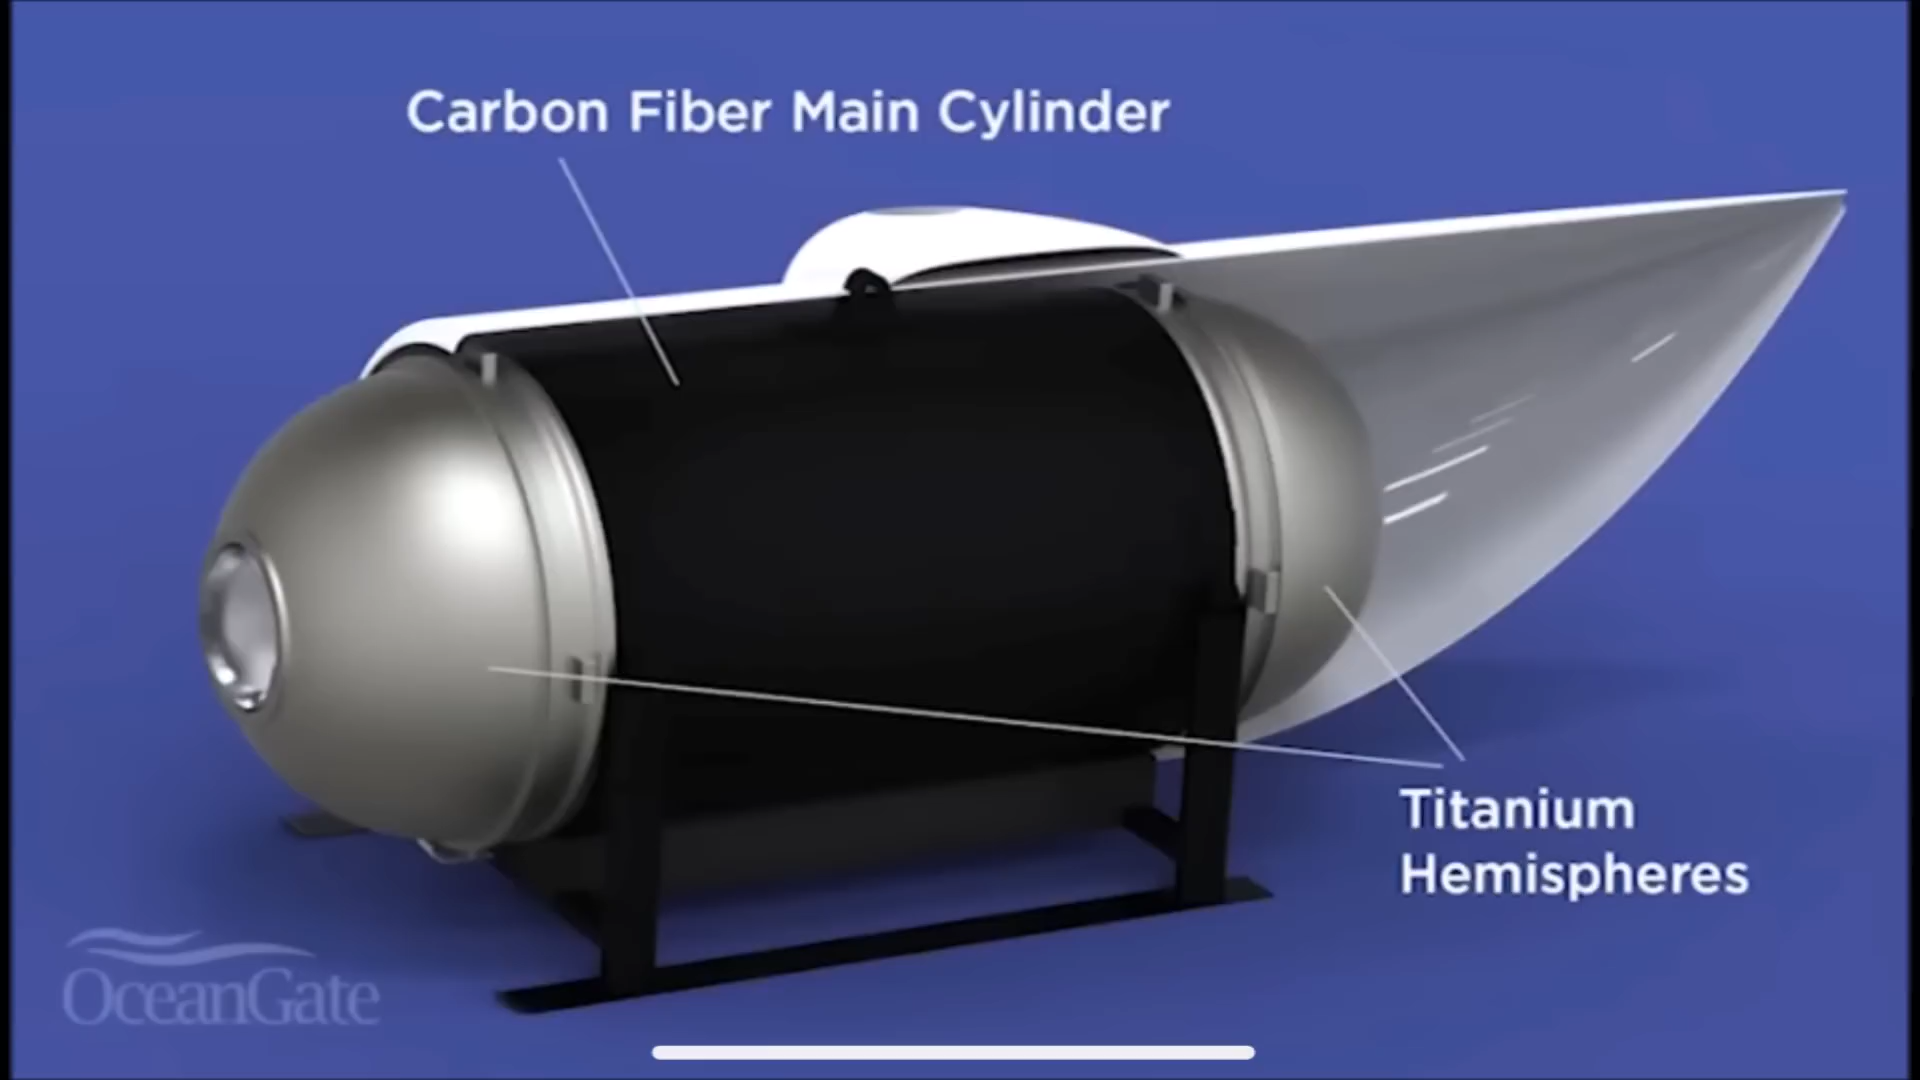 Carbon Fiber Main Cylinder
Titanium
Hemispheres
OceanGate